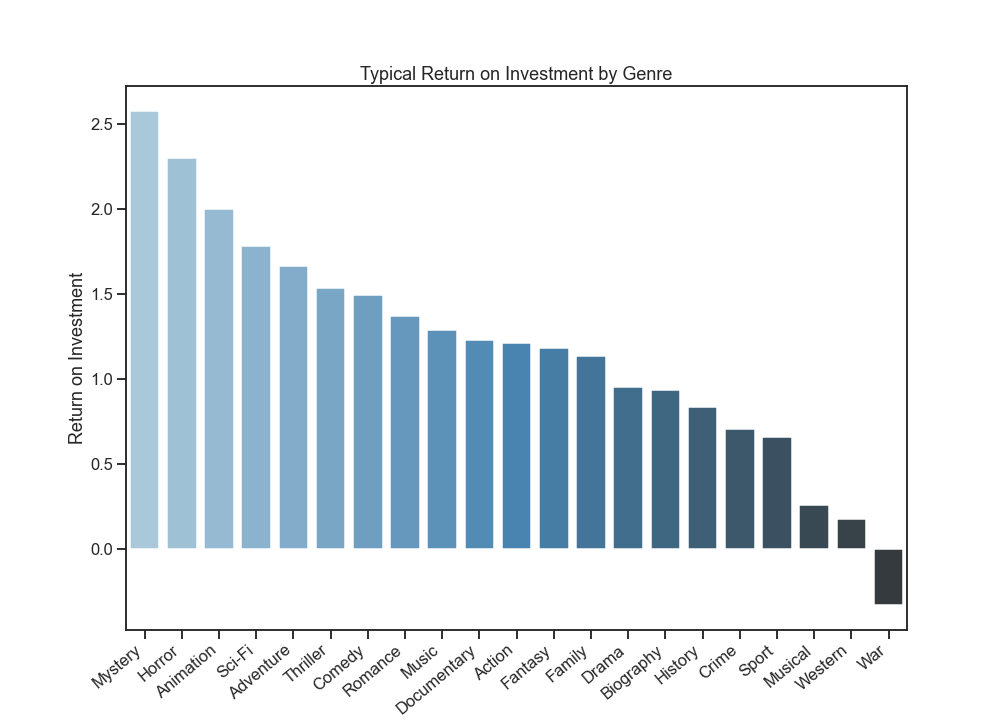 Typical Return on Investment by Genre
Return on Investment
2.5
2.0
1.5
1.0
0.5
0.0
Mystery
Horror
Animation
Sci-Fi
Adventure
Thriller
Comedy
Romance
Music
Documentary
Action
Fantasy
Family
Drama
Biography
History
Crime
Sport
Musical
Western
War